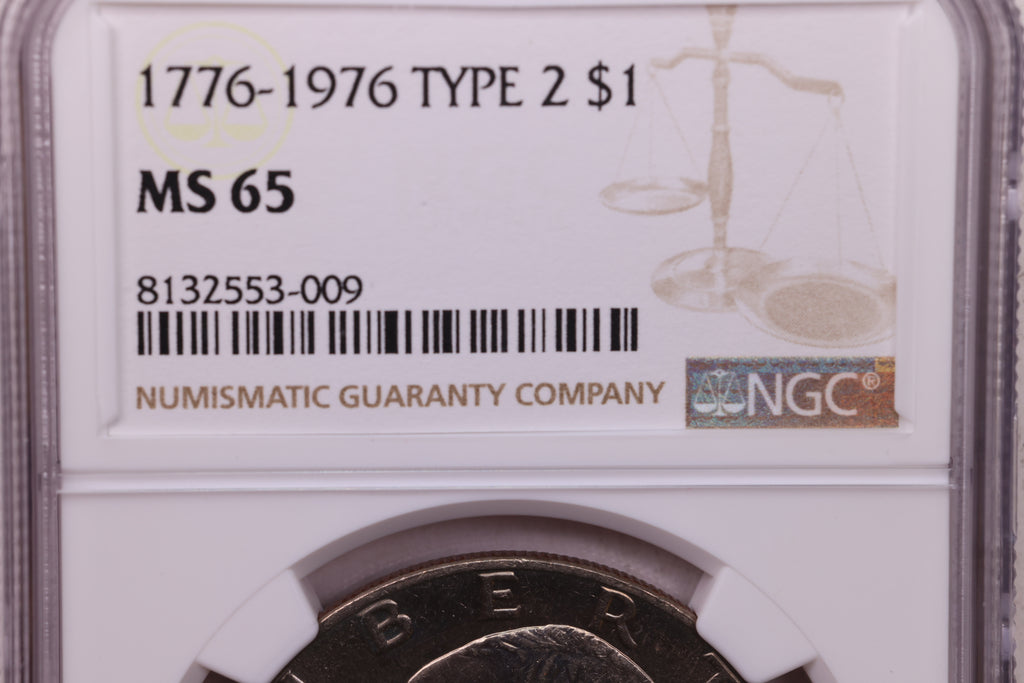 1776-1976 TYPE 2 $1
MS 65
8132553-009
NUMISMATIC GUARANTY COMPANY
NGC®
BERT